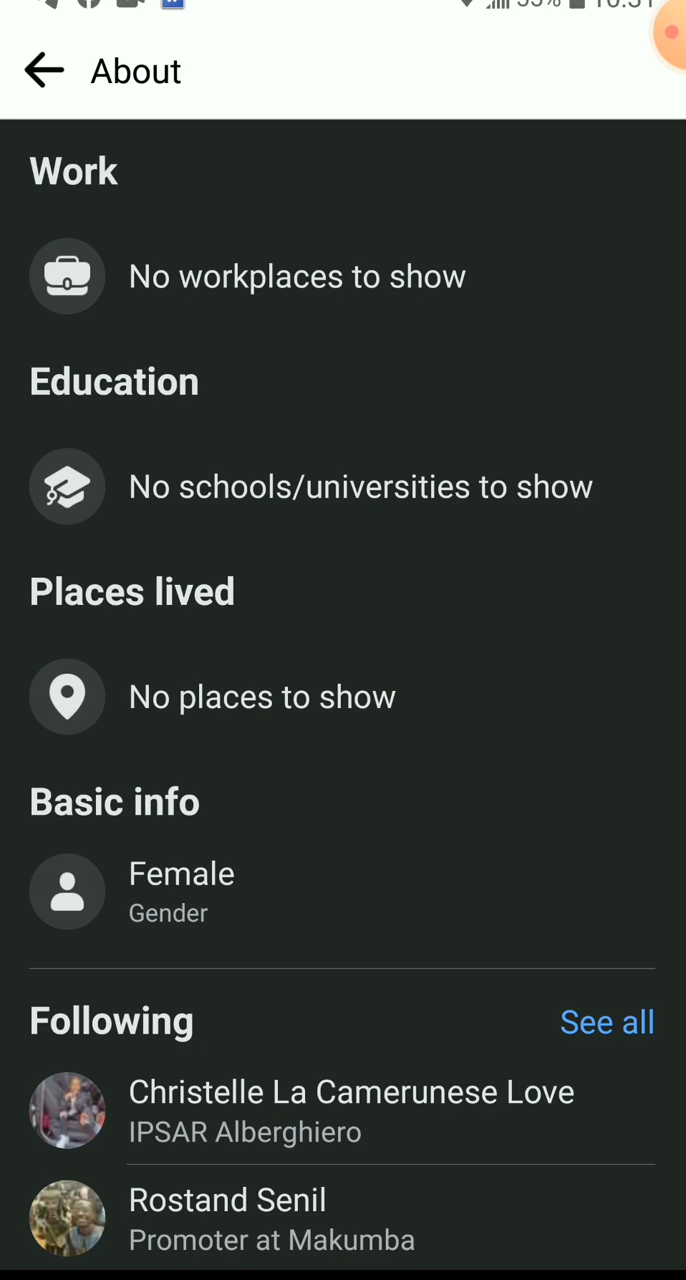 About
Work
No workplaces to show
Education
No schools/universities to show
Places lived
No places to show
Basic info
Female
Gender
Following
See all
Christelle La Camerunese Love
IPSAR Alberghiero
Rostand Senil
Promoter at Makumba